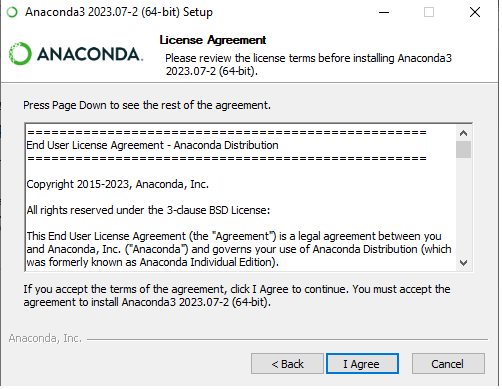 Anaconda3 2023.07-2 (64-bit) Setup
ANACONDA.
License Agreement
Please review the license terms before installing Anaconda3
2023.07-2 (64-bit).
Press Page Down to see the rest of the agreement.
====================================================
End User License Agreement - Anaconda Distribution
====================================================
Copyright 2015-2023, Anaconda, Inc.
All rights reserved under the 3-clause BSD License:
This End User License Agreement (the "Agreement") is a legal agreement between you
and Anaconda, Inc. ("Anaconda") and governs your use of Anaconda Distribution (which
was formerly known as Anaconda Individual Edition).
If you accept the terms of the agreement, click I Agree to continue. You must accept the
agreement to install Anaconda3 2023.07-2 (64-bit).
Anaconda, Inc.
< Back
I Agree
Cancel